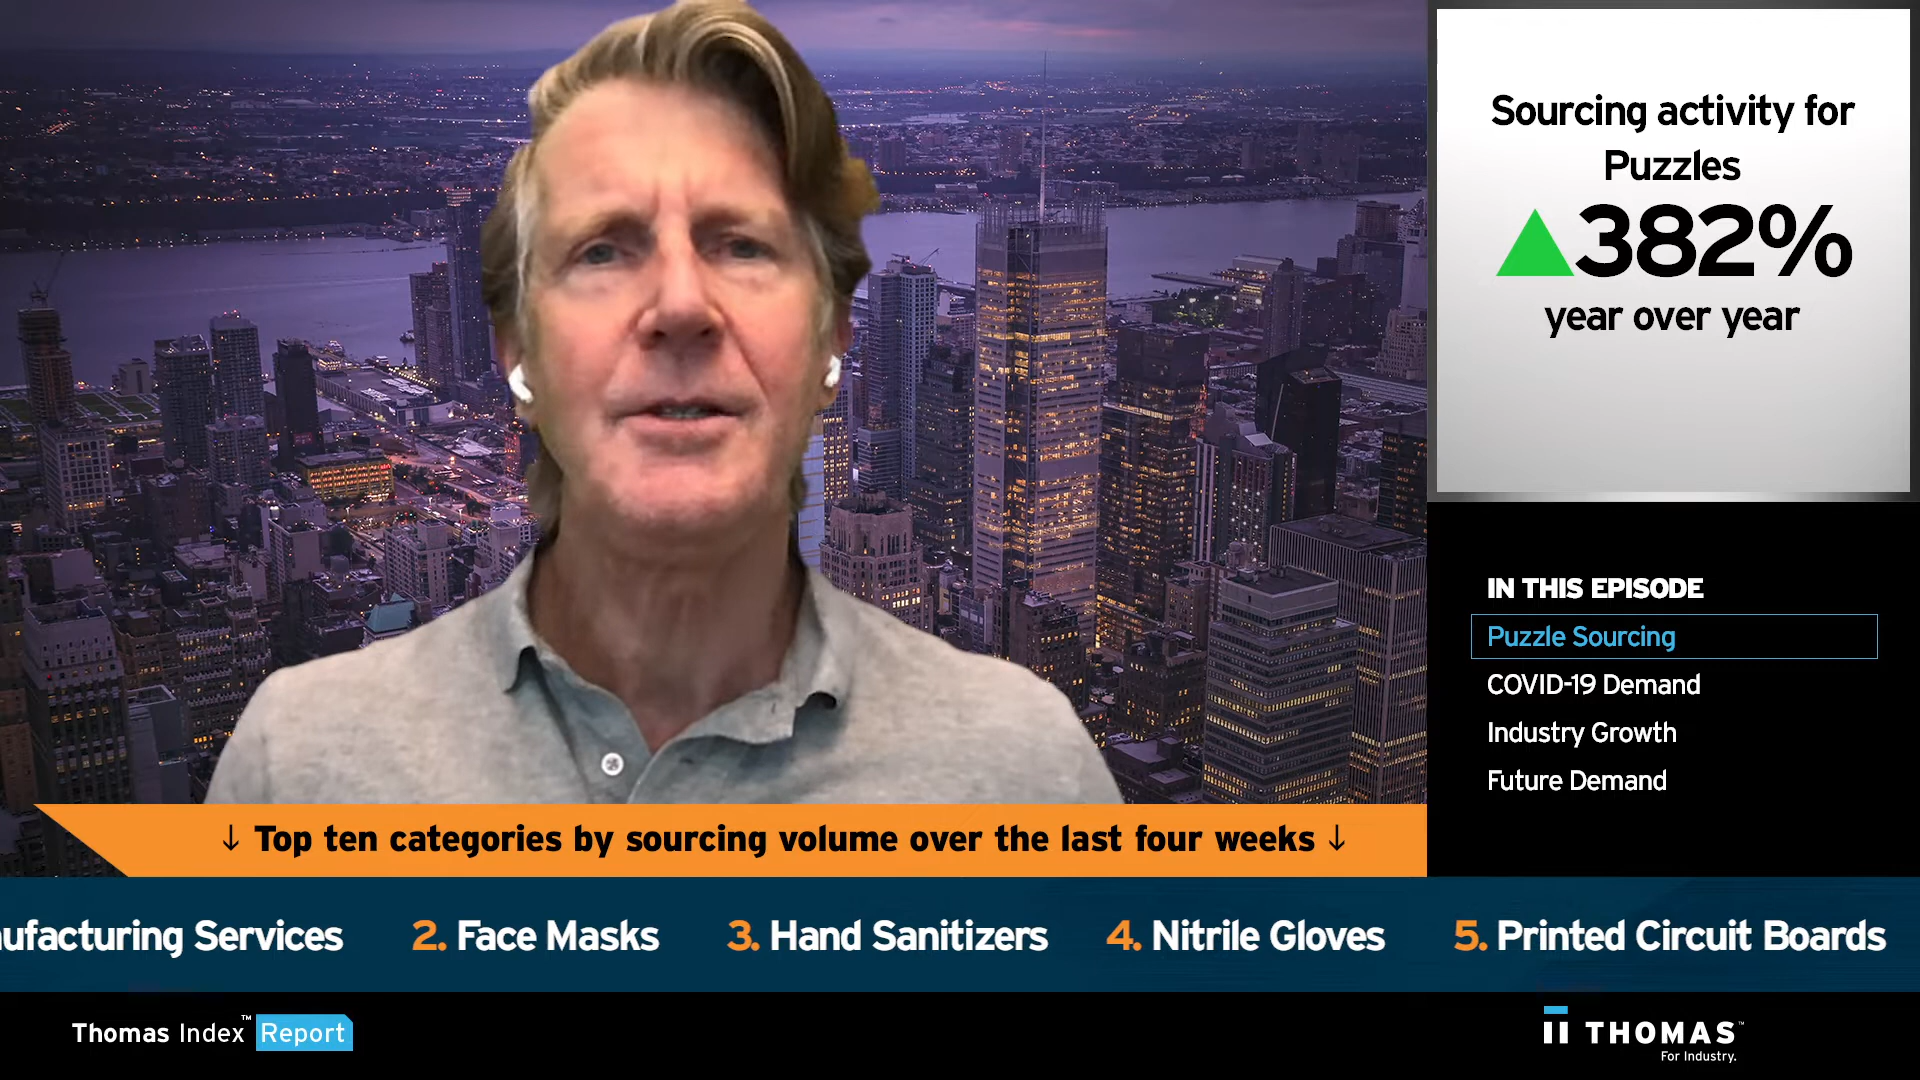 Sourcing activity for
Puzzles
▲382%
year over year
IN THIS EPISODE
Puzzle Sourcing
COVID-19 Demand
Industry Growth
Future Demand
↓ Top ten categories by sourcing volume over the last four weeks ↓
ufacturing Services 2. Face Masks 3. Hand Sanitizers 4. Nitrile Gloves 5. Printed Circuit Boards
Thomas Index™ Report
THOMAS™
For Industry.